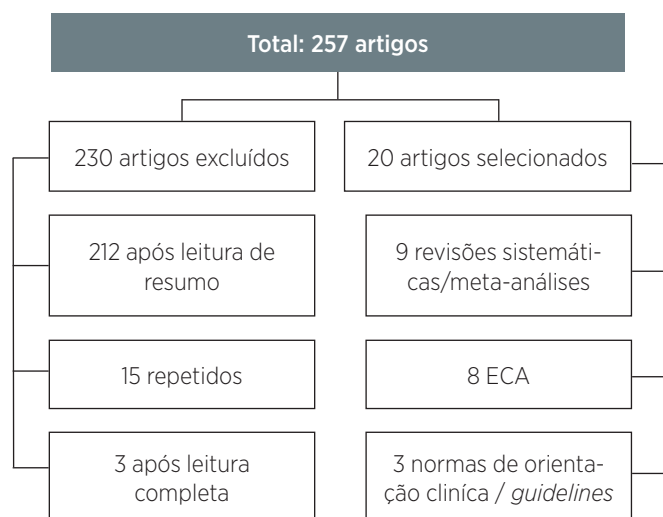 Total: 257 artigos
230 artigos excluídos
20 artigos selecionados
212 após leitura de
resumo
9 revisões sistemáti-
cas/meta-análises
15 repetidos
8 ECA
3 após leitura
completa
3 normas de orienta-
ção cliníca / guidelines